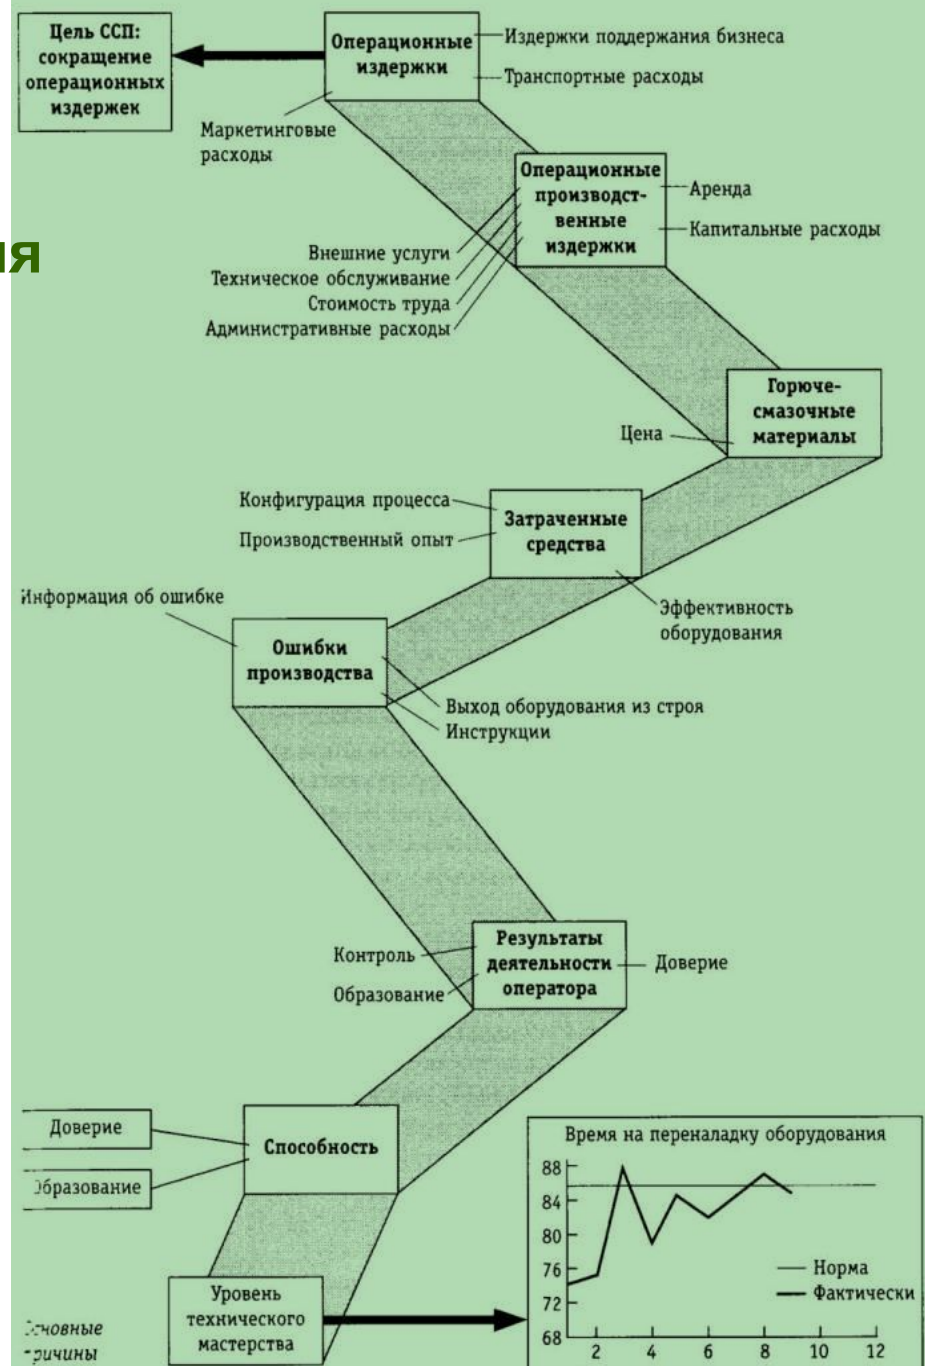 Цель ССП:
сокращение
операционных
издержек
Операционные
издержки
Издержки поддержания бизнеса
Транспортные расходы
Маркетинговые
расходы
Операционные
производст-
венные
издержки
Аренда
Капитальные расходы
Внешние услуги
Техническое обслуживание
Стоимость труда
Административные расходы
ия
Горюче-
смазочные
материалы
Цена
Конфигурация процесса
Производственный опыт
Затраченные
средства
Эффективность
оборудования
Информация об ошибке
Ошибки
производства
Выход оборудования из строя
Инструкции
Контроль
Образование
Результаты
деятельности
оператора
Доверие
Доверие
Образование
Способность
Время на переналадку оборудования
88
84
80
76
72
68
2 4 6 8 10 12
Норма
Фактически
Уровень
технического
мастерства